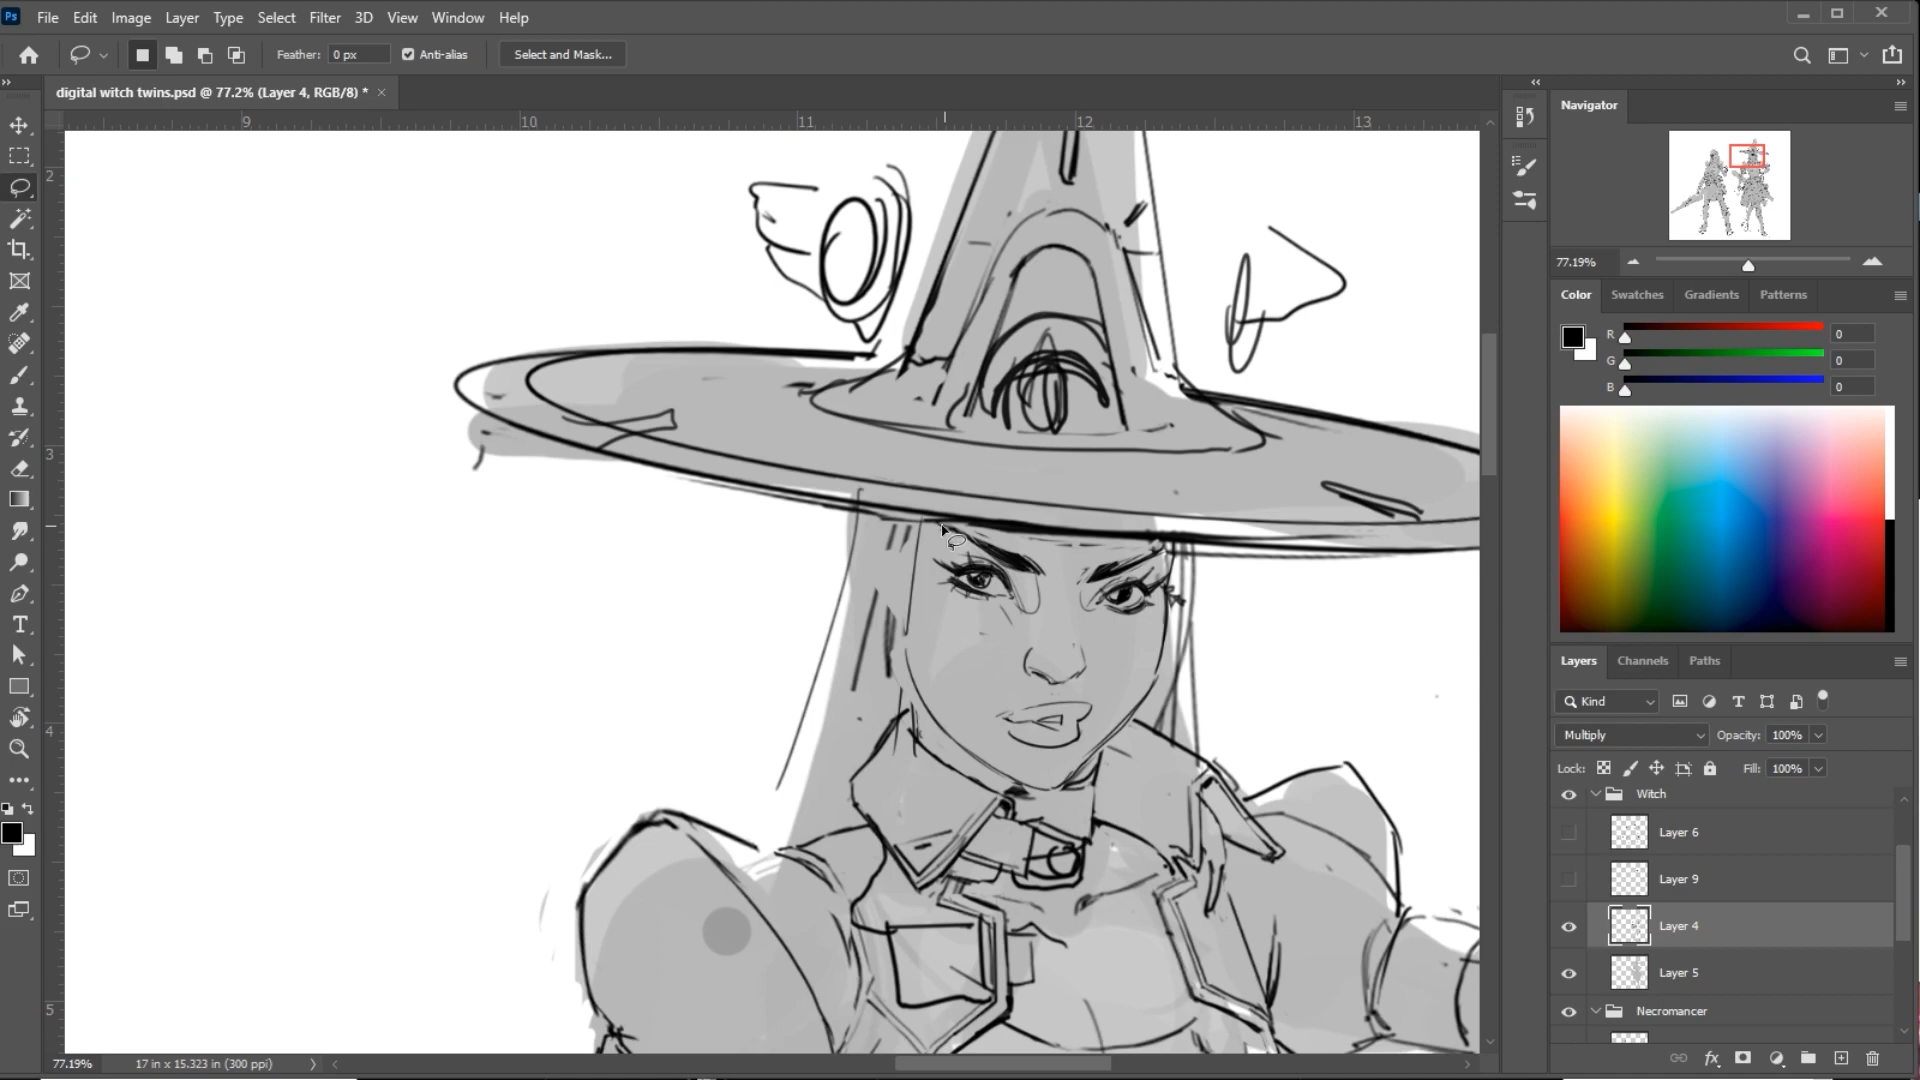 Ps File Edit Image Layer Type Select Filter 3D View Window Help
Feather: 0 px Anti-alias Select and Mask...
digital witch twins.psd @ 77.2% (Layer 4, RGB/8) *
9 10 11 12 13
2
3
4
5
Navigator
77.19%
Color Swatches Gradients Patterns
R 0
G 0
B 0
Layers Channels Paths
Kind
Multiply Opacity: 100%
Lock: Fill: 100%
Witch
Layer 6
Layer 9
Layer 4
Layer 5
Necromancer
fx
77.19% 17 in x 15.323 in (300 ppi)